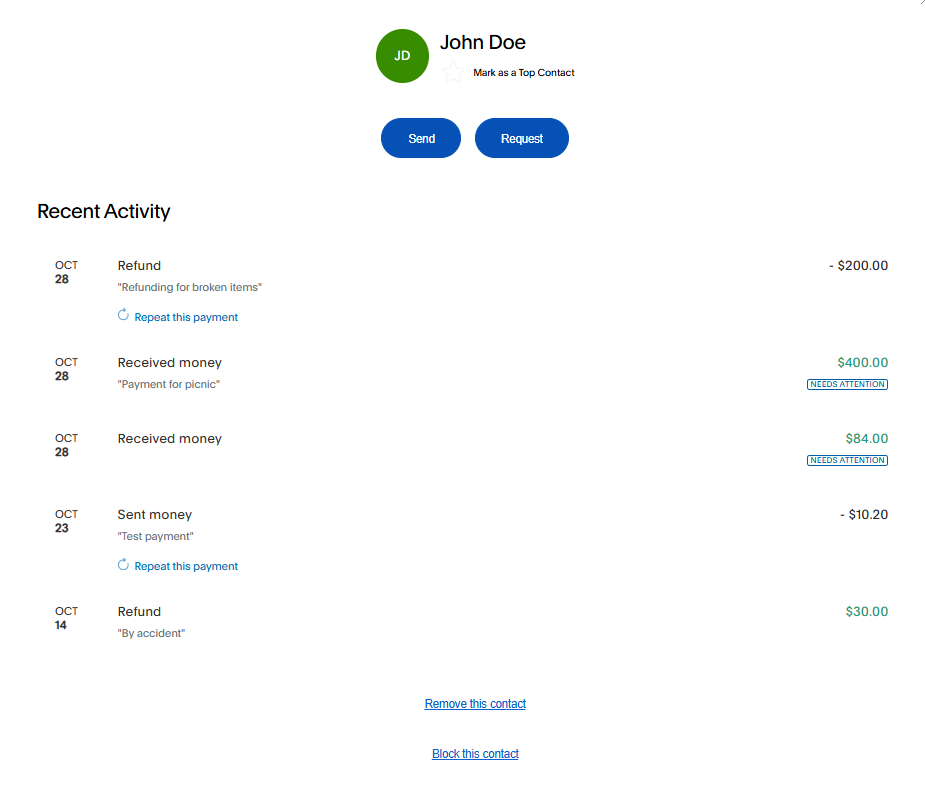 JD
John Doe
Mark as a Top Contact
Send Request
Recent Activity
OCT Refund - $200.00
28
"Refunding for broken items"
Repeat this payment
OCT Received money $400.00
28
"Payment for picnic" NEEDS ATTENTION
OCT Received money $84.00
28
NEEDS ATTENTION
OCT Sent money - $10.20
23
"Test payment"
Repeat this payment
OCT Refund $30.00
14
"By accident"
Remove this contact
Block this contact